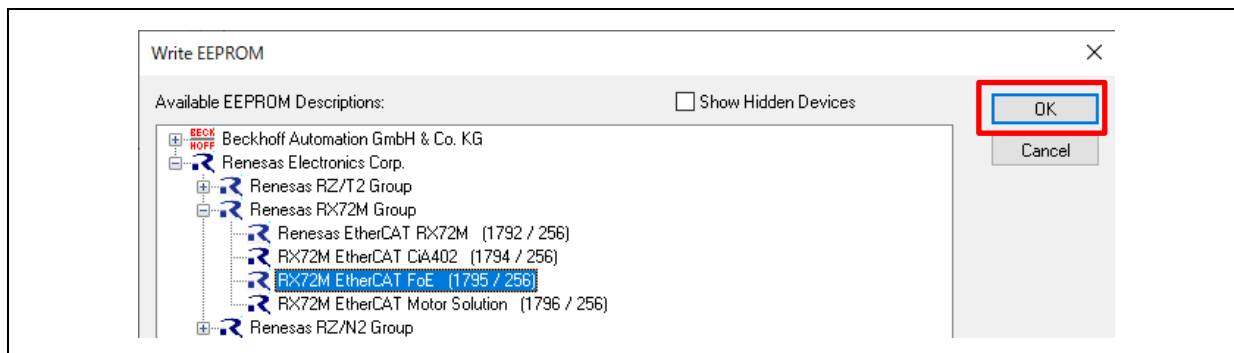 Write EEPROM
Available EEPROM Descriptions:
Show Hidden Devices
OK
Cancel
BECKHOFF Beckhoff Automation GmbH & Co. KG
Renesas Electronics Corp.
Renesas RZ/T2 Group
Renesas RX72M Group
Renesas EtherCAT RX72M (1792 / 256)
RX72M EtherCAT CiA402 (1794 / 256)
RX72M EtherCAT FoE (1795 / 256)
RX72M EtherCAT Motor Solution (1796 / 256)
Renesas RZ/N2 Group